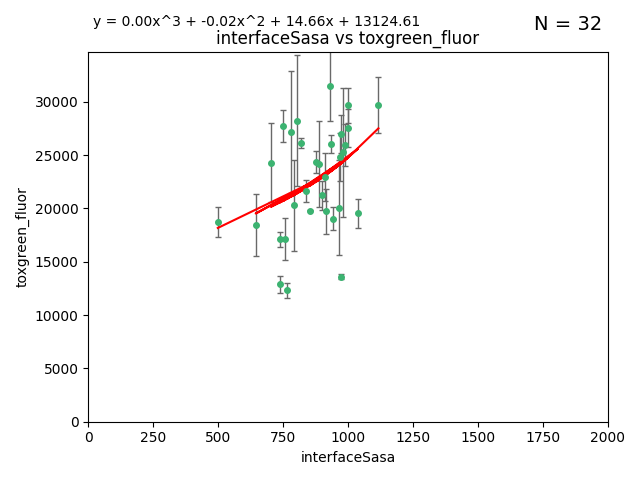 y = 0.00x^3 + -0.02x^2 + 14.66x + 13124.61
N = 32
interfaceSasa vs toxgreen_fluor
30000
25000
20000
15000
10000
5000
0
toxgreen_fluor
0 250 500 750 1000 1250 1500 1750 2000
interfaceSasa